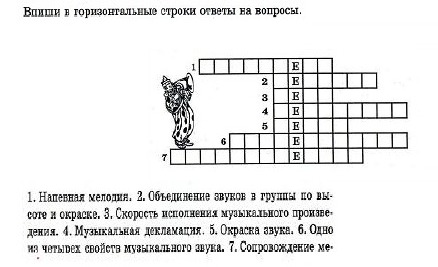 Впиши в горизонтальные строки ответы на вопросы.
1 Е
2 Е
3 Е
4 Е
5 Е
6 Е
7 Е
1. Напевная мелодия. 2. Объединение звуков в группы по вы-
соте и окраске. 3. Скорость исполнения музыкального произве-
дения. 4. Музыкальная декламация. 5. Окраска звука. 6. Одно
из четырех свойств музыкального звука. 7. Сопровождение ме-